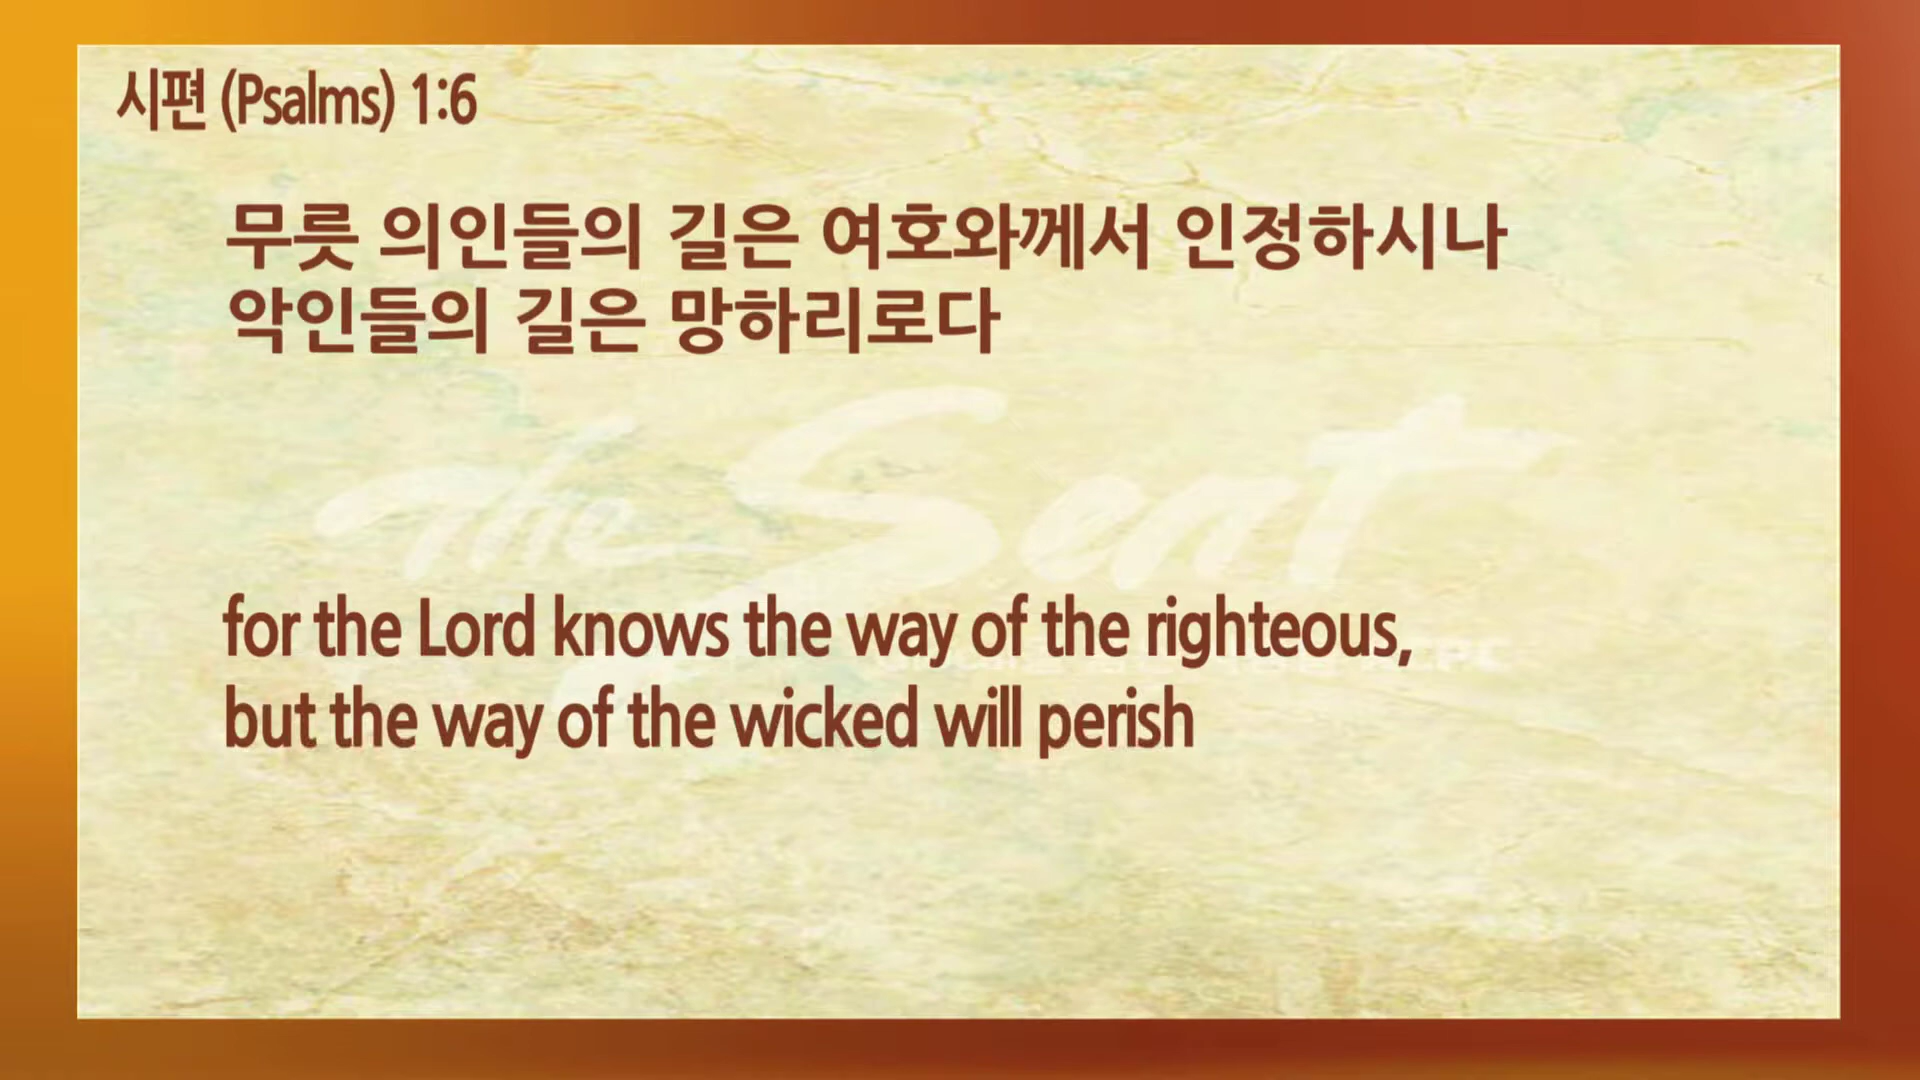 시편 (Psalms) 1:6
무릇 의인들의 길은 여호와께서 인정하시나
악인들의 길은 망하리로다
The Sent
for the Lord knows the way of the righteous,
but the way of the wicked will perish